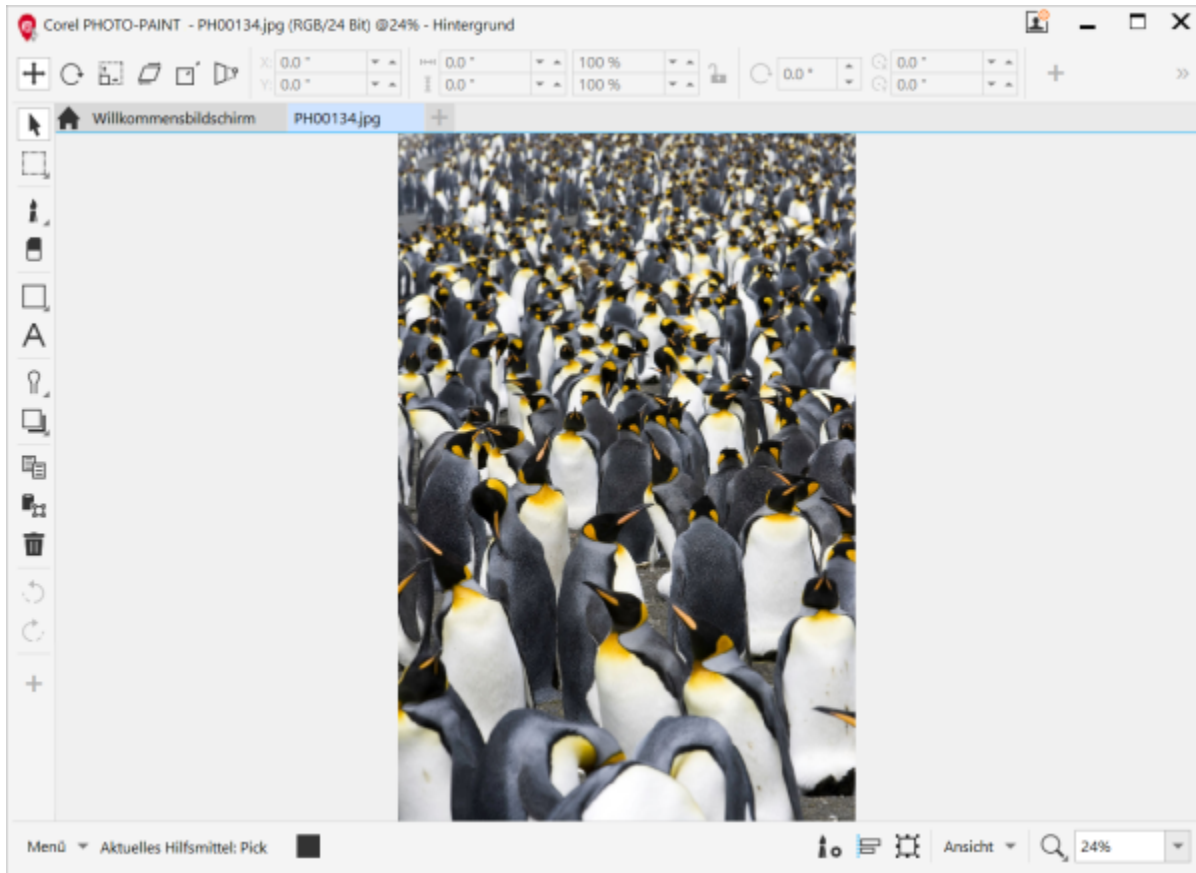 Corel PHOTO-PAINT - PH00134.jpg (RGB/24 Bit) @24% - Hintergrund
X: 0.0 " 0.0 " 100 % 0.0 ° 0.0 "
Y: 0.0 " 0.0 " 100 % 0.0 "
Willkommensbildschirm PH00134.jpg
A
Menü Aktuelles Hilfsmittel: Pick Ansicht 24%